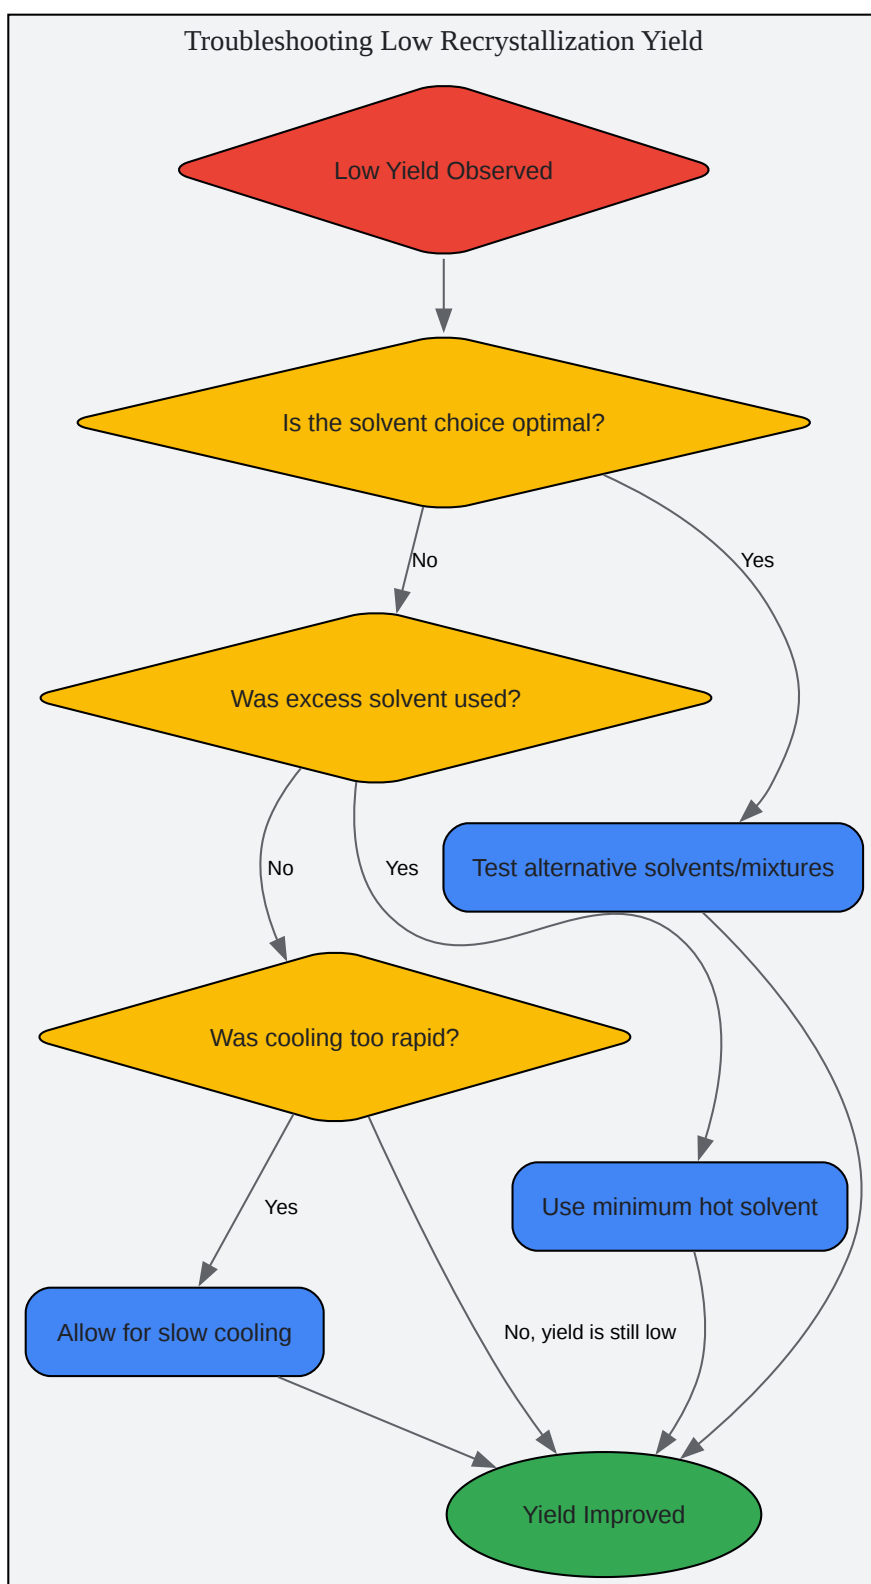 Troubleshooting Low Recrystallization Yield
Low Yield Observed
Is the solvent choice optimal?
No
Yes
Was excess solvent used?
No
Yes
Test alternative solvents/mixtures
Was cooling too rapid?
Yes
Use minimum hot solvent
Allow for slow cooling
No, yield is still low
Yield Improved